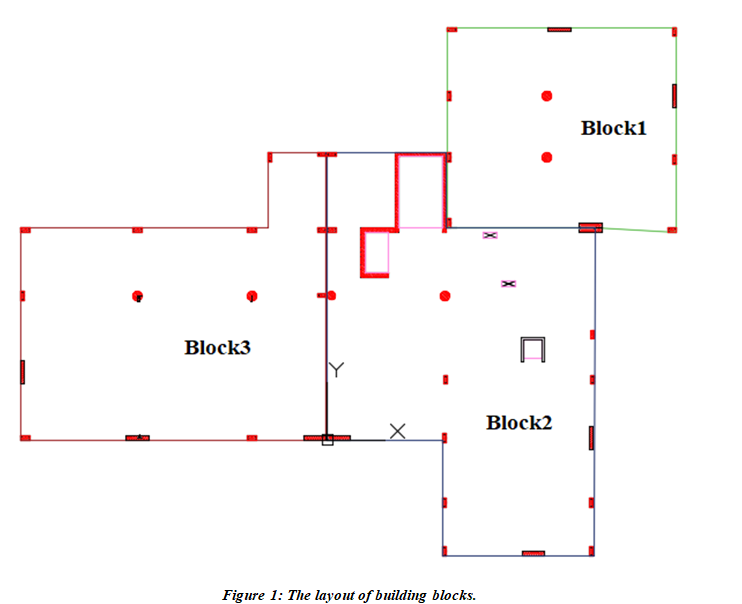 Block1
Block3
Y
X
Block2
Figure 1: The layout of building blocks.